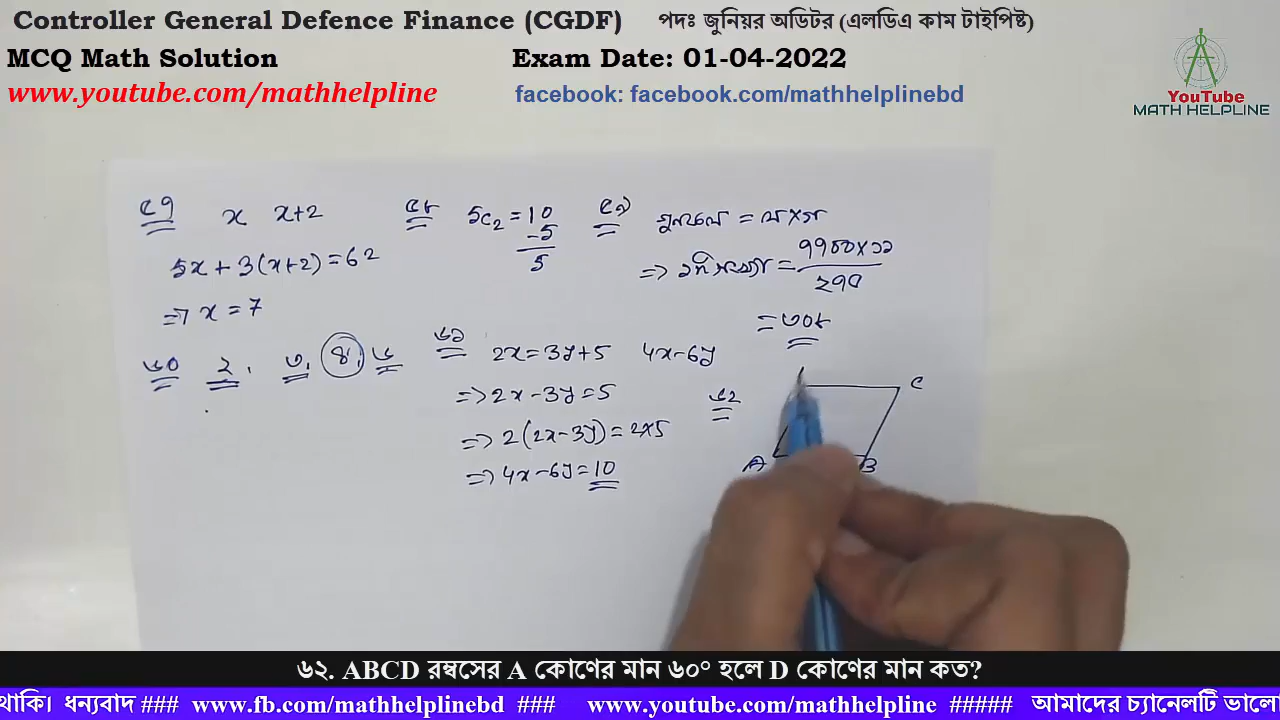 Controller General Defence Finance (CGDF) পদঃ জুনিয়র অডিটর (এলডিএ কাম টাইপিষ্ট)
MCQ Math Solution Exam Date: 01-04-2022
www.youtube.com/mathhelpline facebook: facebook.com/mathhelplinebd
YouTube
MATH HELPLINE
৫৭ x x+2
5x+3(x+2)=62
=> x=7
৫৮ 5c₂=10
-5
5
৫৯ গুনফল = ল×গ
=> ১টি সংখ্যা = ৭৭০০×১১
২৭৫
=৩০৮
৬০ ২, ৩, ৪, ৬
৬১ 2x=3y+5 4x-6y
=> 2x-3y=5
=> 2(2x-3y)=2x5
=> 4x-6y=10
৬২ C
A B
৬২. ABCD রম্বসের A কোণের মান ৬০° হলে D কোণের মান কত?
থাকি। ধন্যবাদ ### www.fb.com/mathhelplinebd ##### www.youtube.com/mathhelpline ##### আমাদের চ্যানেলটি ভালো